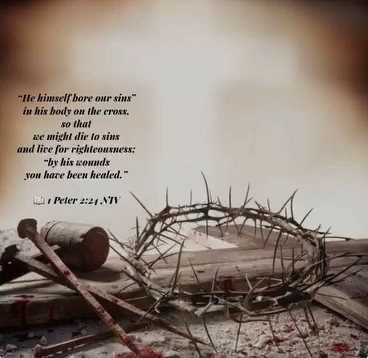 “He himself bore our sins”
in his body on the cross,
so that
we might die to sins
and live for righteousness;
“by his wounds
you have been healed.”
📖 1 Peter 2:24 NIV